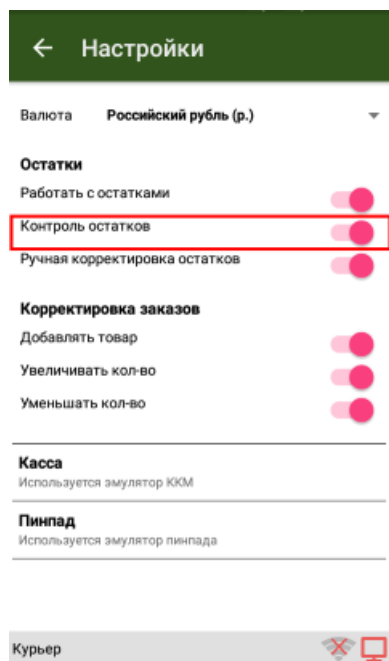 Настройки
Валюта Российский рубль (р.)
Остатки
Работать с остатками
Контроль остатков
Ручная корректировка остатков
Корректировка заказов
Добавлять товар
Увеличивать кол-во
Уменьшать кол-во
Касса
Используется эмулятор ККМ
Пинпад
Используется эмулятор пинпада
Курьер